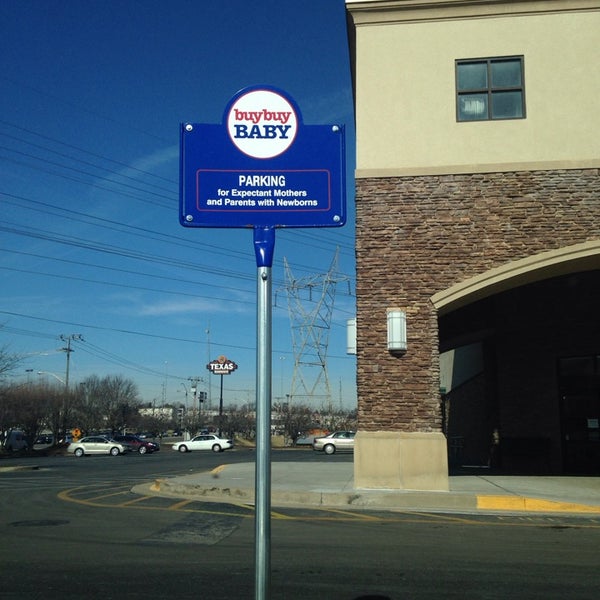 buybuy
BABY
PARKING
for Expectant Mothers
and Parents with Newborns
TEXAS